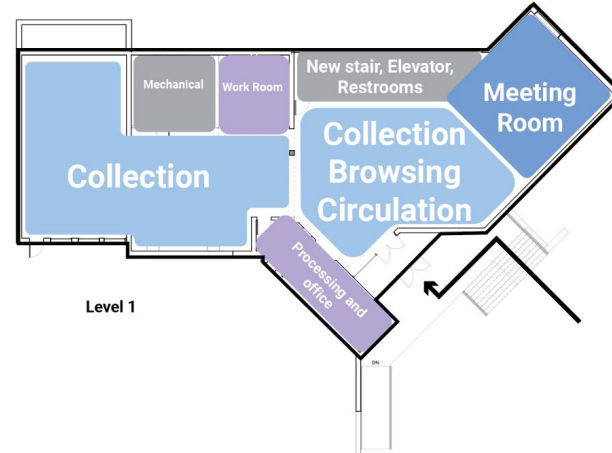 Mechanical
Work Room
New stair, Elevator,
Restrooms
Meeting
Room
Collection
Collection
Browsing
Circulation
Processing and
office
Level 1
DN